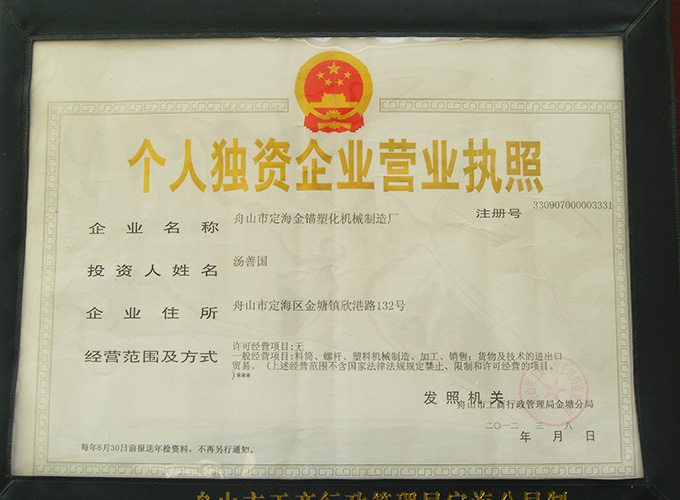 个人独资企业营业执照
注册号 330907000003331
企业名称 舟山市定海金锚塑化机械制造厂
投资人姓名 汤善国
企业住所 舟山市定海区金塘镇欣港路132号
经营范围及方式 许可经营项目:无
一般经营项目:料筒、螺杆、塑料机械制造、加工、销售; 货物及技术的进出口
贸易。(上述经营范围不含国家法律法规规定禁止、限制和许可经营的项目。
)***
发照机关
舟山市工商行政管理局金塘分局
二○一二 三 八
年 月 日
每年6月30日前报送年检资料,不再另行通知。